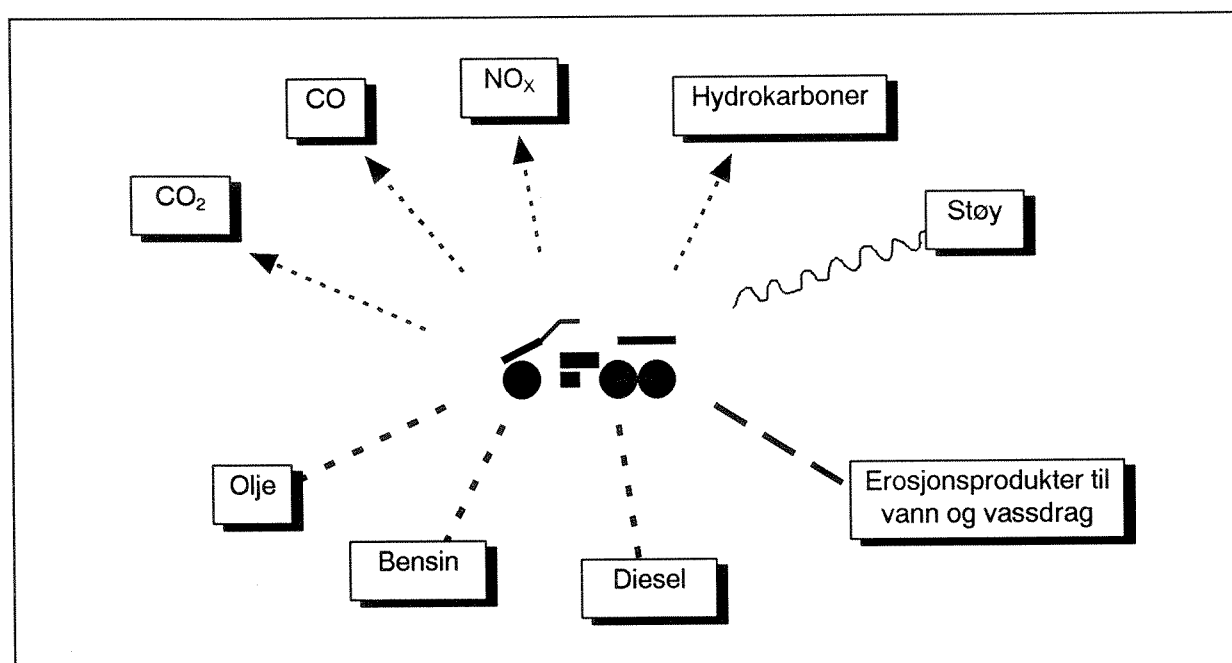 CO
NOₓ
Hydrokarboner
CO₂
Støy
Olje
Bensin
Diesel
Erosjonsprodukter til
vann og vassdrag